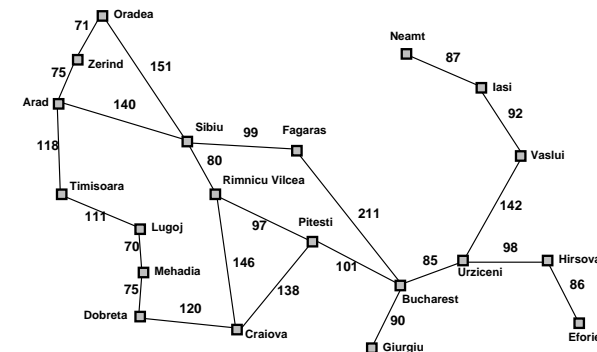 Oradea
71
Neamt
87
Zerind
151
75
Iasi
Arad
140
92
Sibiu
99
Fagaras
118
Vaslui
80
Timisoara
Rimnicu Vilcea
111
Lugoj
97
Pitesti
211
142
70
98
Hirsova
Mehadia
146
101
85
Urziceni
75
138
86
Bucharest
120
Dobreta
90
Craiova
Eforie
Giurgiu